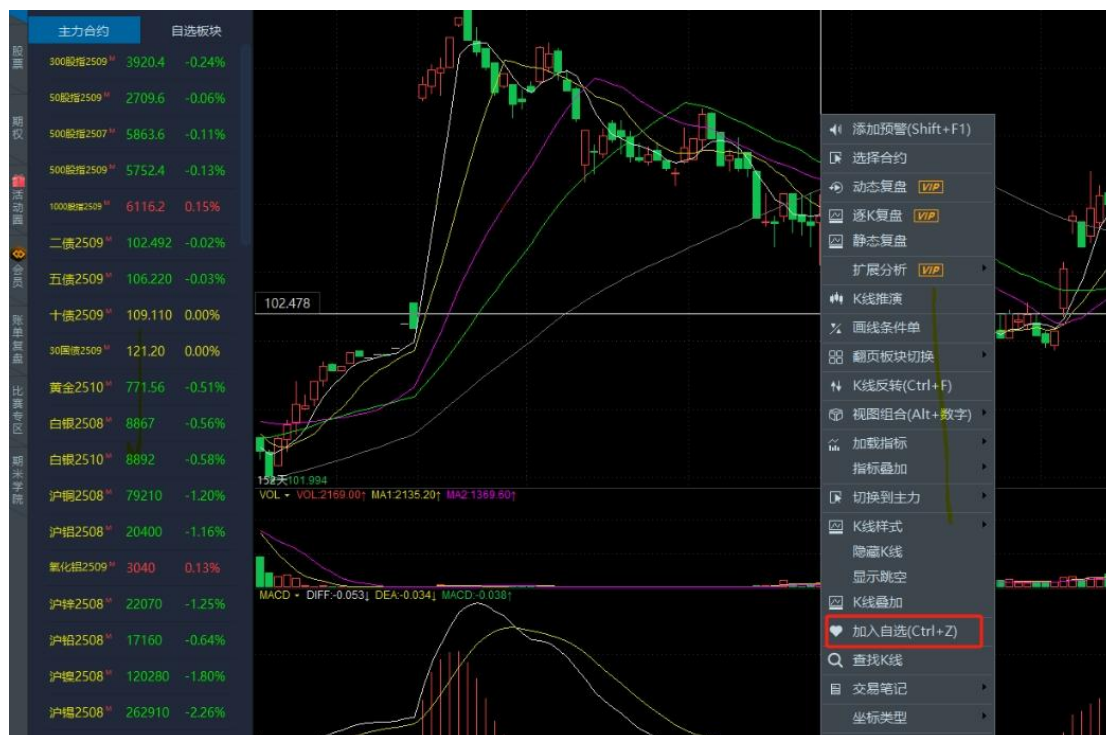 主力合约
自选板块
股票
期权
活动圈
会员
账单复盘
比赛专区
期米学院
300股指2509 M 3920.4 -0.24%
50股指2509 M 2709.6 -0.06%
500股指2507 M 5863.6 -0.11%
500股指2509 M 5752.4 -0.13%
1000股指2509 M 6116.2 0.15%
二债2509 M 102.492 -0.02%
五债2509 M 106.220 -0.03%
十债2509 M 109.110 0.00%
30国债2509 M 121.20 0.00%
黄金2510 M 771.56 -0.51%
白银2508 M 8867 -0.56%
白银2510 M 8892 -0.58%
沪铜2508 M 79210 -1.20%
沪铝2508 M 20400 -1.16%
氧化铝2509 M 3040 0.13%
沪锌2508 M 22070 -1.25%
沪铅2508 M 17160 -0.64%
沪镍2508 M 120280 -1.80%
沪锡2508 M 262910 -2.26%
102.478
152天101.994
VOL VOL:2169.00↑ MA1:2135.20↑ MA2:1369.60↑
MACD DIFF:-0.053↓ DEA:-0.034↓ MACD:-0.038↑
添加预警(Shift+F1)
选择合约
动态复盘 VIP
逐K复盘 VIP
静态复盘
扩展分析 VIP
K线推演
画线条件单
翻页板块切换
K线反转(Ctrl+F)
视图组合(Alt+数字)
加载指标
指标叠加
切换到主力
K线样式
隐藏K线
显示跳空
K线叠加
加入自选(Ctrl+Z)
查找K线
交易笔记
坐标类型